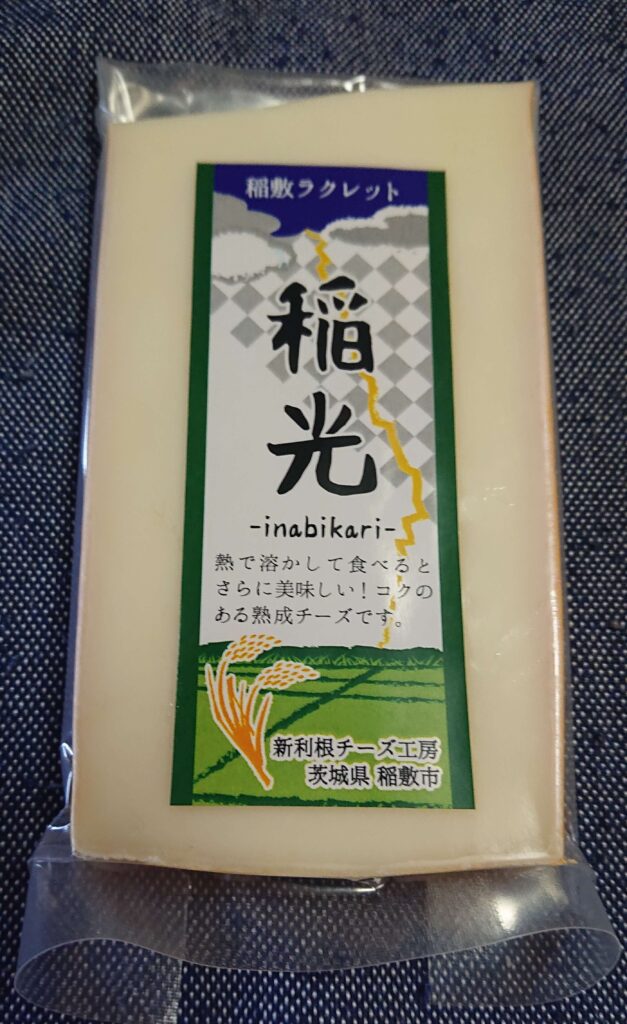 稲敷ラクレット
稲光
-inabikari-
熱で溶かして食べると
さらに美味しい！コクの
ある熟成チーズです。
新利根チーズ工房
茨城県 稲敷市